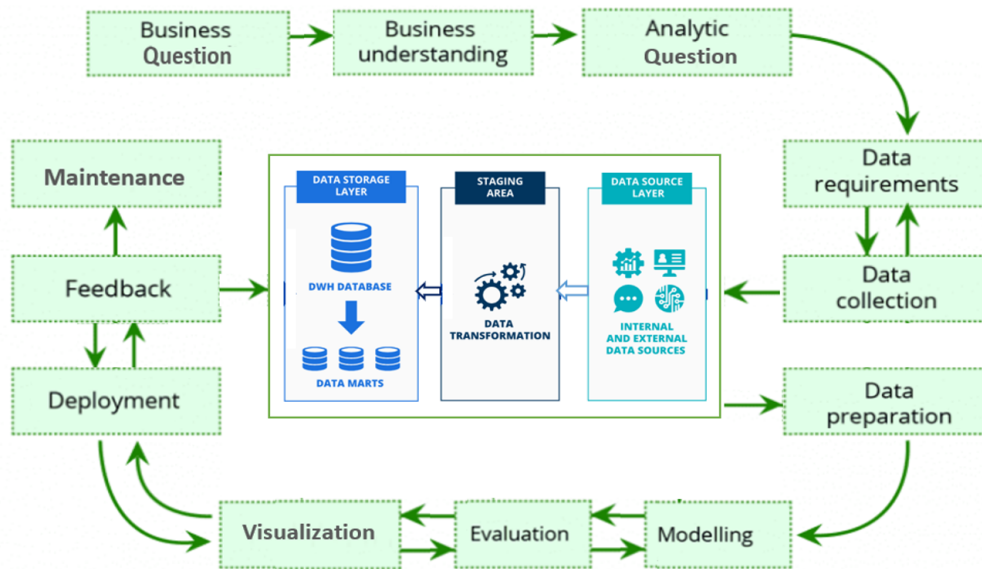 Business
Question
Business
understanding
Analytic
Question
Maintenance
Data
requirements
Feedback
Data
collection
Deployment
Data
preparation
DATA STORAGE
LAYER
DWH DATABASE
DATA MARTS
STAGING
AREA
DATA
TRANSFORMATION
DATA SOURCE
LAYER
INTERNAL
AND EXTERNAL
DATA SOURCES
Visualization
Evaluation
Modelling